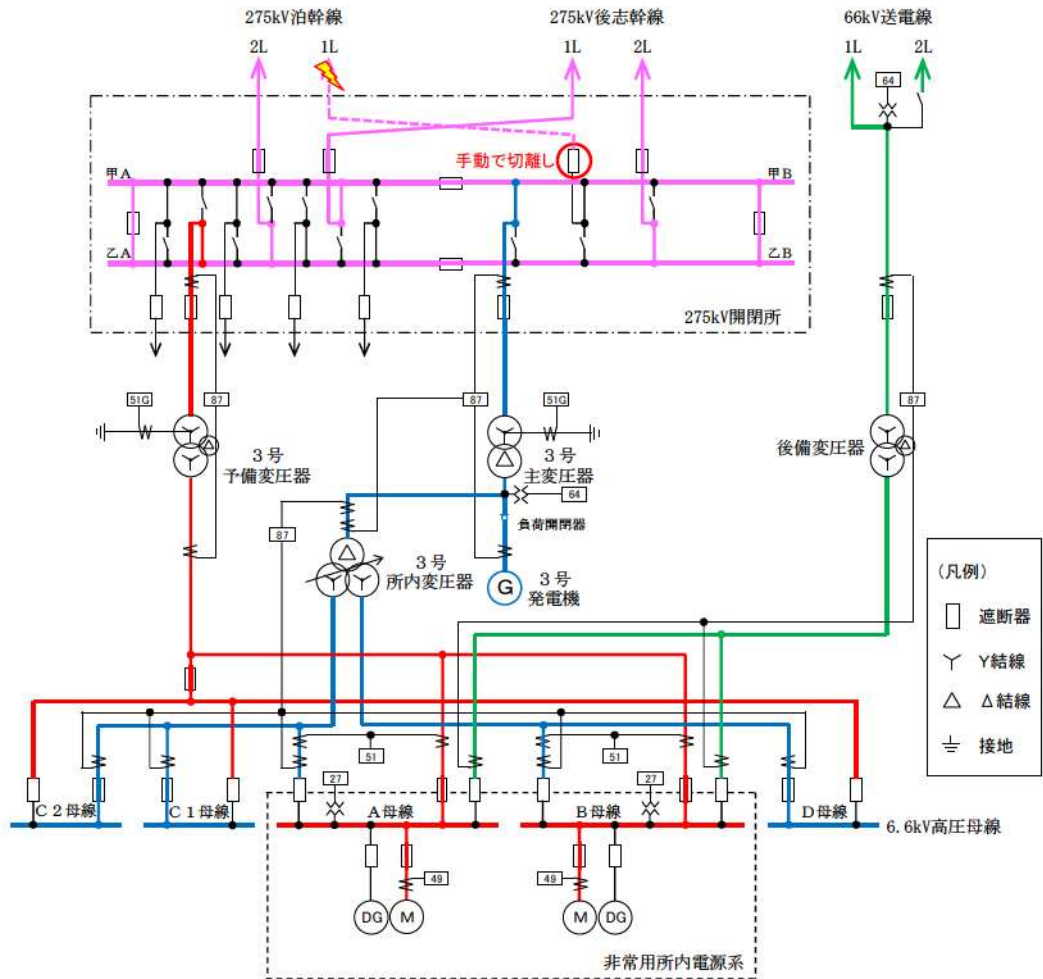 275kV泊幹線
275kV後志幹線
66kV送電線
2L
1L
1L
2L
1L
2L
64
手動で切離し
甲A
甲B
乙A
乙B
275kV開閉所
51G
87
87
51G
87
3号
予備変圧器
3号
主変圧器
後備変圧器
64
負荷開閉器
87
3号
所内変圧器
G
3号
発電機
(凡例)
遮断器
Y結線
Δ結線
接地
51
51
27
27
C2母線
C1母線
A母線
B母線
D母線
6.6kV高圧母線
49
49
DG
M
M
DG
非常用所内電源系